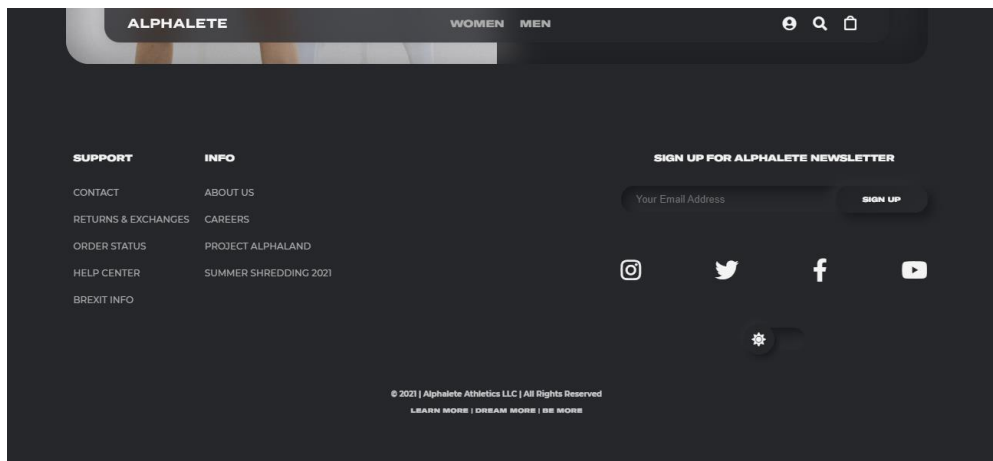 ALPHALETE
WOMEN MEN
SUPPORT
CONTACT
RETURNS & EXCHANGES
ORDER STATUS
HELP CENTER
BREXIT INFO
INFO
ABOUT US
CAREERS
PROJECT ALPHALAND
SUMMER SHREDDING 2021
SIGN UP FOR ALPHALETE NEWSLETTER
Your Email Address
SIGN UP
© 2021 | Alphalete Athletics LLC | All Rights Reserved
LEARN MORE | DREAM MORE | BE MORE